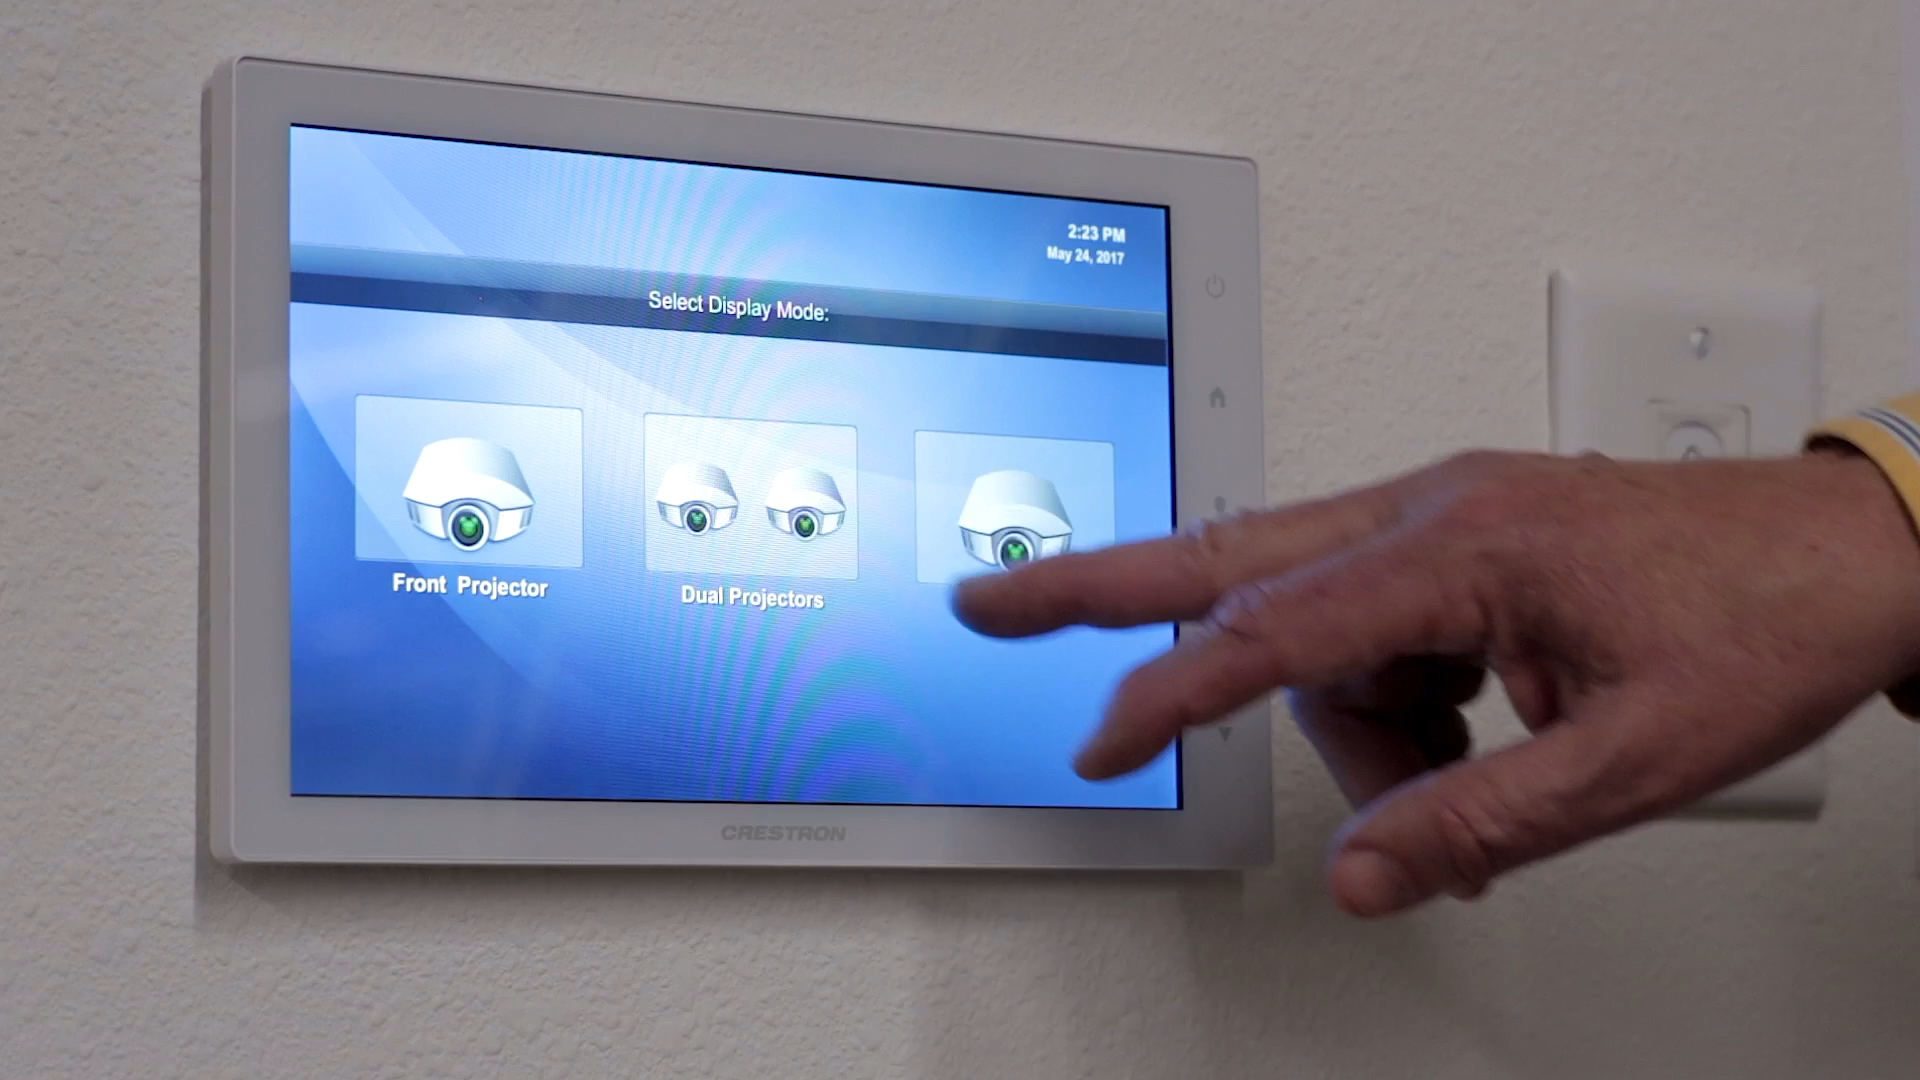 2:23 PM
May 24, 2017
Select Display Mode:
Front Projector
Dual Projectors
CRESTRON